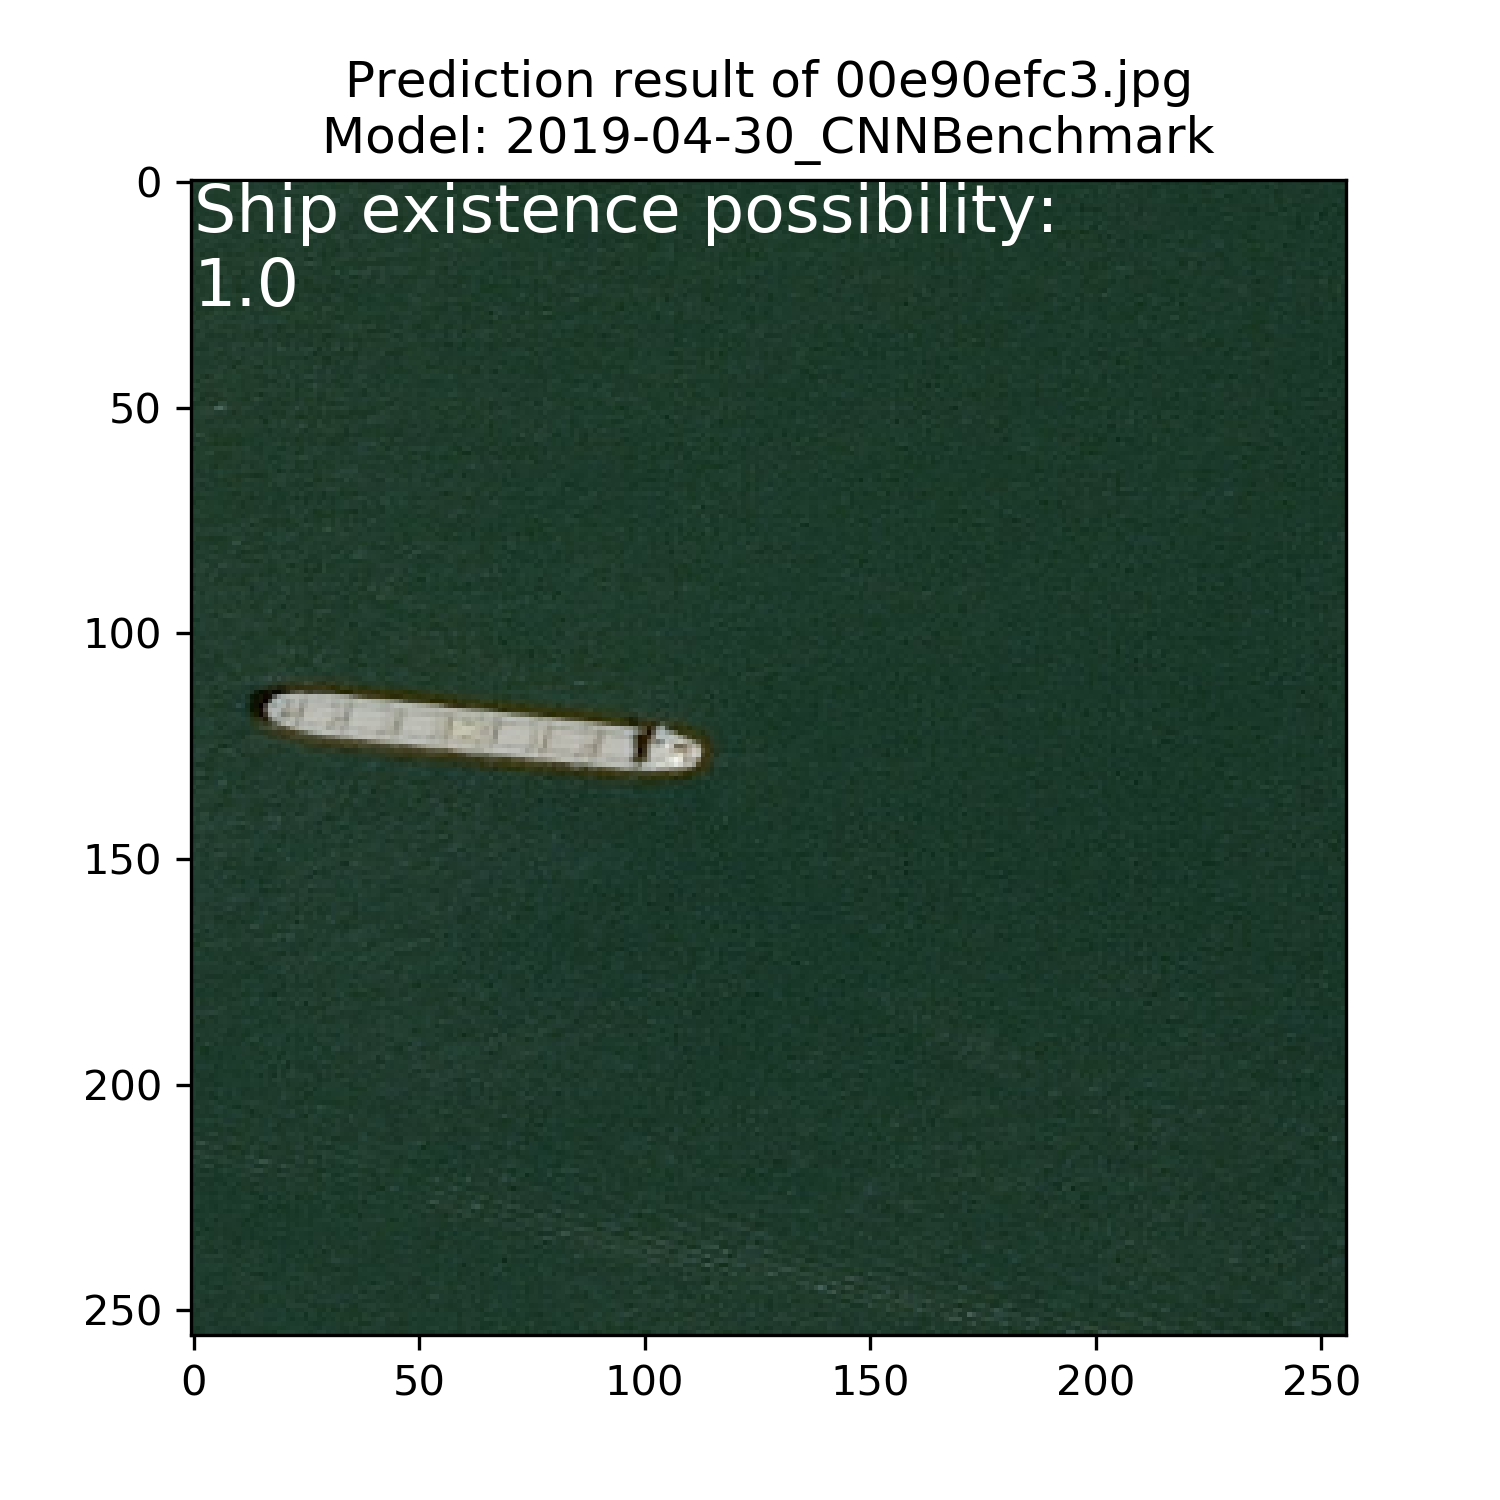 Prediction result of 00e90efc3.jpg
Model: 2019-04-30_CNNBenchmark
Ship existence possibility:
1.0
0
50
100
150
200
250
0 50 100 150 200 250